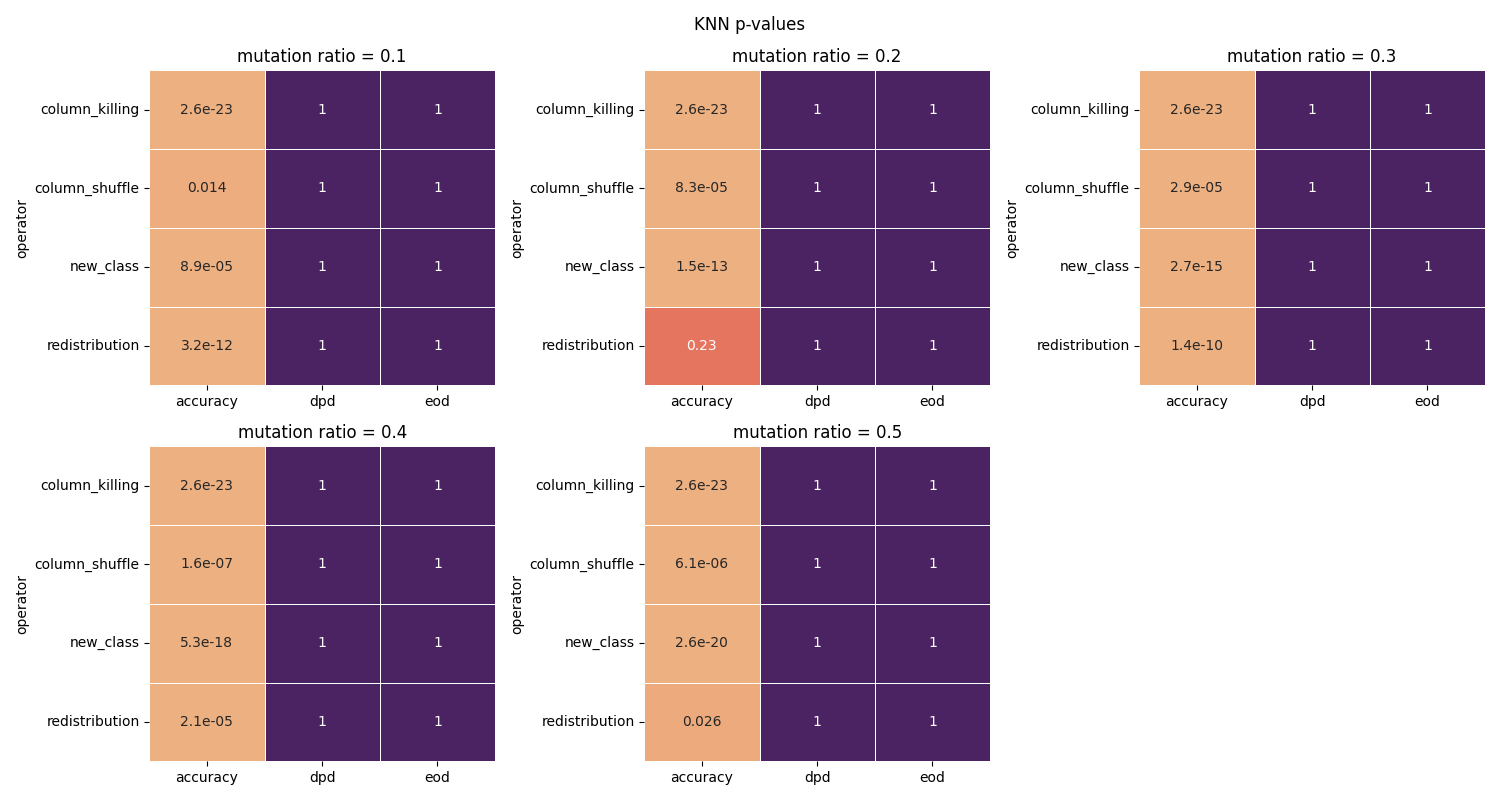 KNN p-values
mutation ratio = 0.1
operator
column_killing 2.6e-23 1 1
column_shuffle 0.014 1 1
new_class 8.9e-05 1 1
redistribution 3.2e-12 1 1
accuracy dpd eod
mutation ratio = 0.2
operator
column_killing 2.6e-23 1 1
column_shuffle 8.3e-05 1 1
new_class 1.5e-13 1 1
redistribution 0.23 1 1
accuracy dpd eod
mutation ratio = 0.3
operator
column_killing 2.6e-23 1 1
column_shuffle 2.9e-05 1 1
new_class 2.7e-15 1 1
redistribution 1.4e-10 1 1
accuracy dpd eod
mutation ratio = 0.4
operator
column_killing 2.6e-23 1 1
column_shuffle 1.6e-07 1 1
new_class 5.3e-18 1 1
redistribution 2.1e-05 1 1
accuracy dpd eod
mutation ratio = 0.5
operator
column_killing 2.6e-23 1 1
column_shuffle 6.1e-06 1 1
new_class 2.6e-20 1 1
redistribution 0.026 1 1
accuracy dpd eod